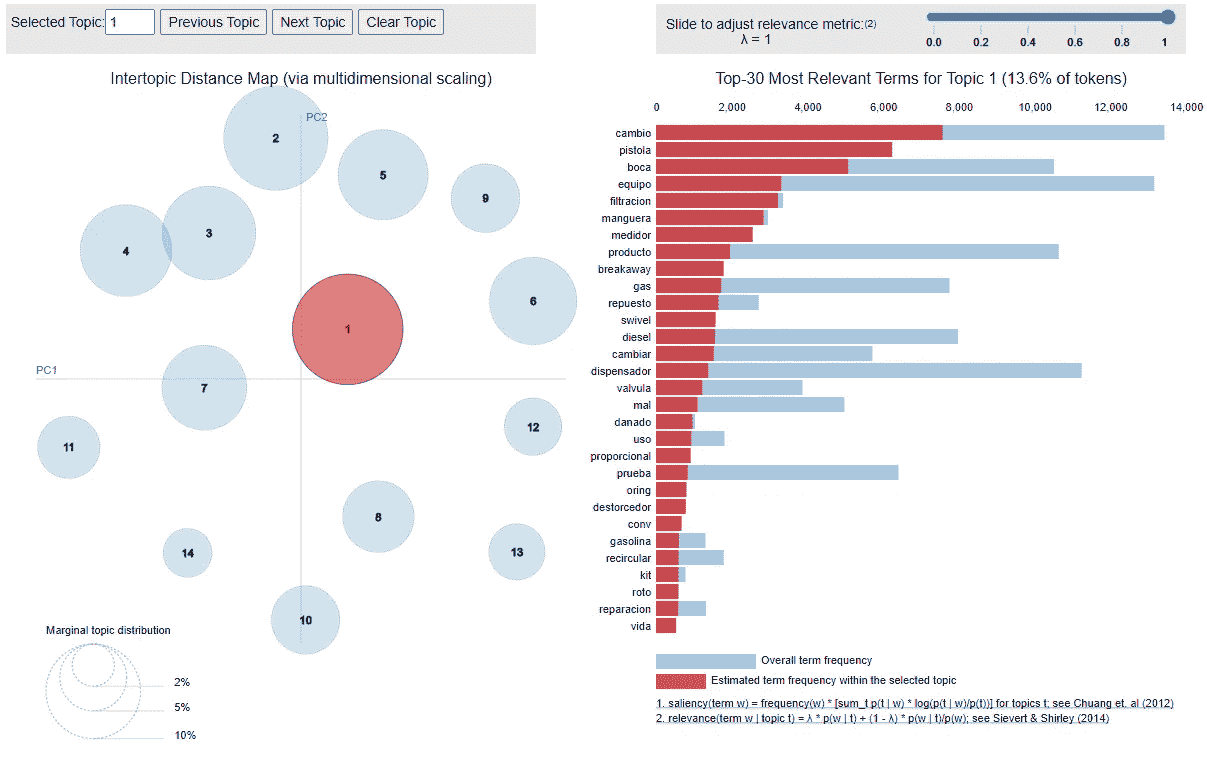 Selected Topic: 1 Previous Topic Next Topic Clear Topic
Slide to adjust relevance metric:(2)
λ = 1
0.0 0.2 0.4 0.6 0.8 1
Intertopic Distance Map (via multidimensional scaling)
PC2
PC1
2
5
9
3
4
6
1
7
12
11
8
13
14
10
Marginal topic distribution
2%
5%
10%
Top-30 Most Relevant Terms for Topic 1 (13.6% of tokens)
0 2,000 4,000 6,000 8,000 10,000 12,000 14,000
cambio
pistola
boca
equipo
filtracion
manguera
medidor
producto
breakaway
gas
repuesto
swivel
diesel
cambiar
dispensador
valvula
mal
danado
uso
proporcional
prueba
oring
destorcedor
conv
gasolina
recircular
kit
roto
reparacion
vida
Overall term frequency
Estimated term frequency within the selected topic
1. saliency(term w) = frequency(w) * [sum_t p(t | w) * log(p(t | w)/p(t))] for topics t; see Chuang et. al (2012)
2. relevance(term w | topic t) = λ * p(w | t) + (1 - λ) * p(w | t)/p(w); see Sievert & Shirley (2014)